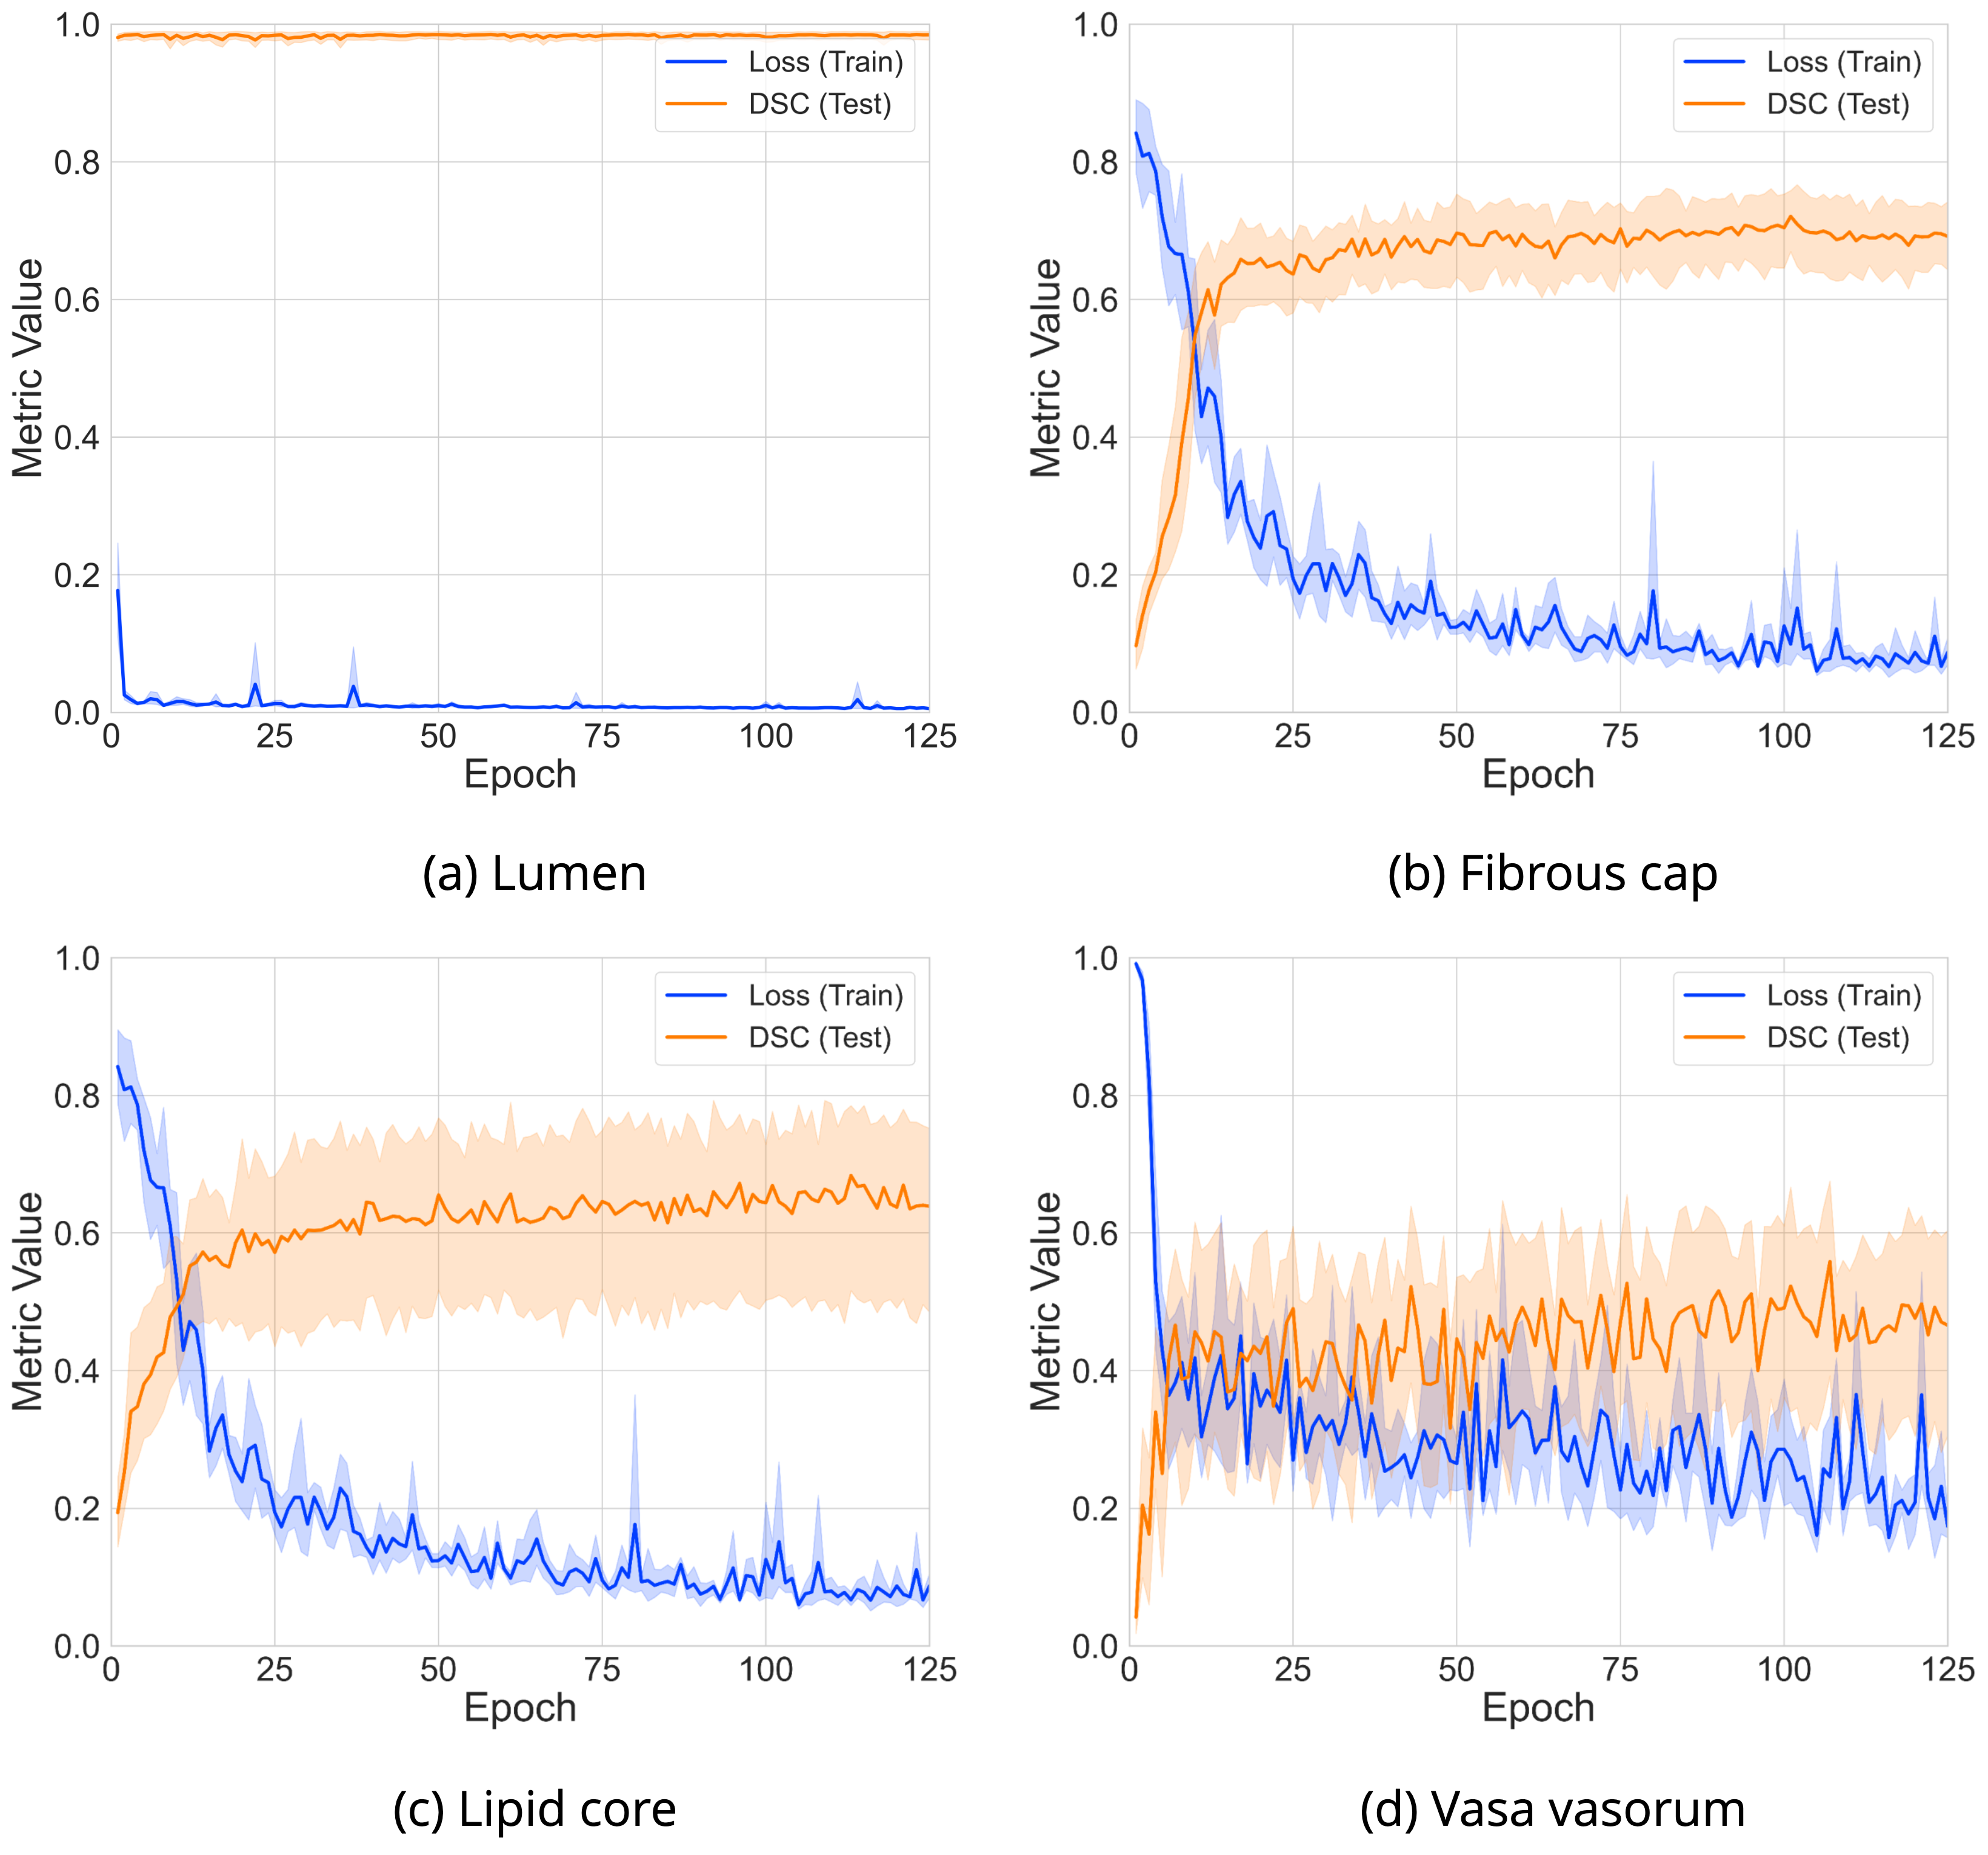 1.0
0.8
0.6
0.4
0.2
0.0
Metric Value
0 25 50 75 100 125
Epoch
Loss (Train)
DSC (Test)
(a) Lumen
1.0
0.8
0.6
0.4
0.2
0.0
Metric Value
0 25 50 75 100 125
Epoch
Loss (Train)
DSC (Test)
(b) Fibrous cap
1.0
0.8
0.6
0.4
0.2
0.0
Metric Value
0 25 50 75 100 125
Epoch
Loss (Train)
DSC (Test)
(c) Lipid core
1.0
0.8
0.6
0.4
0.2
0.0
Metric Value
0 25 50 75 100 125
Epoch
Loss (Train)
DSC (Test)
(d) Vasa vasorum